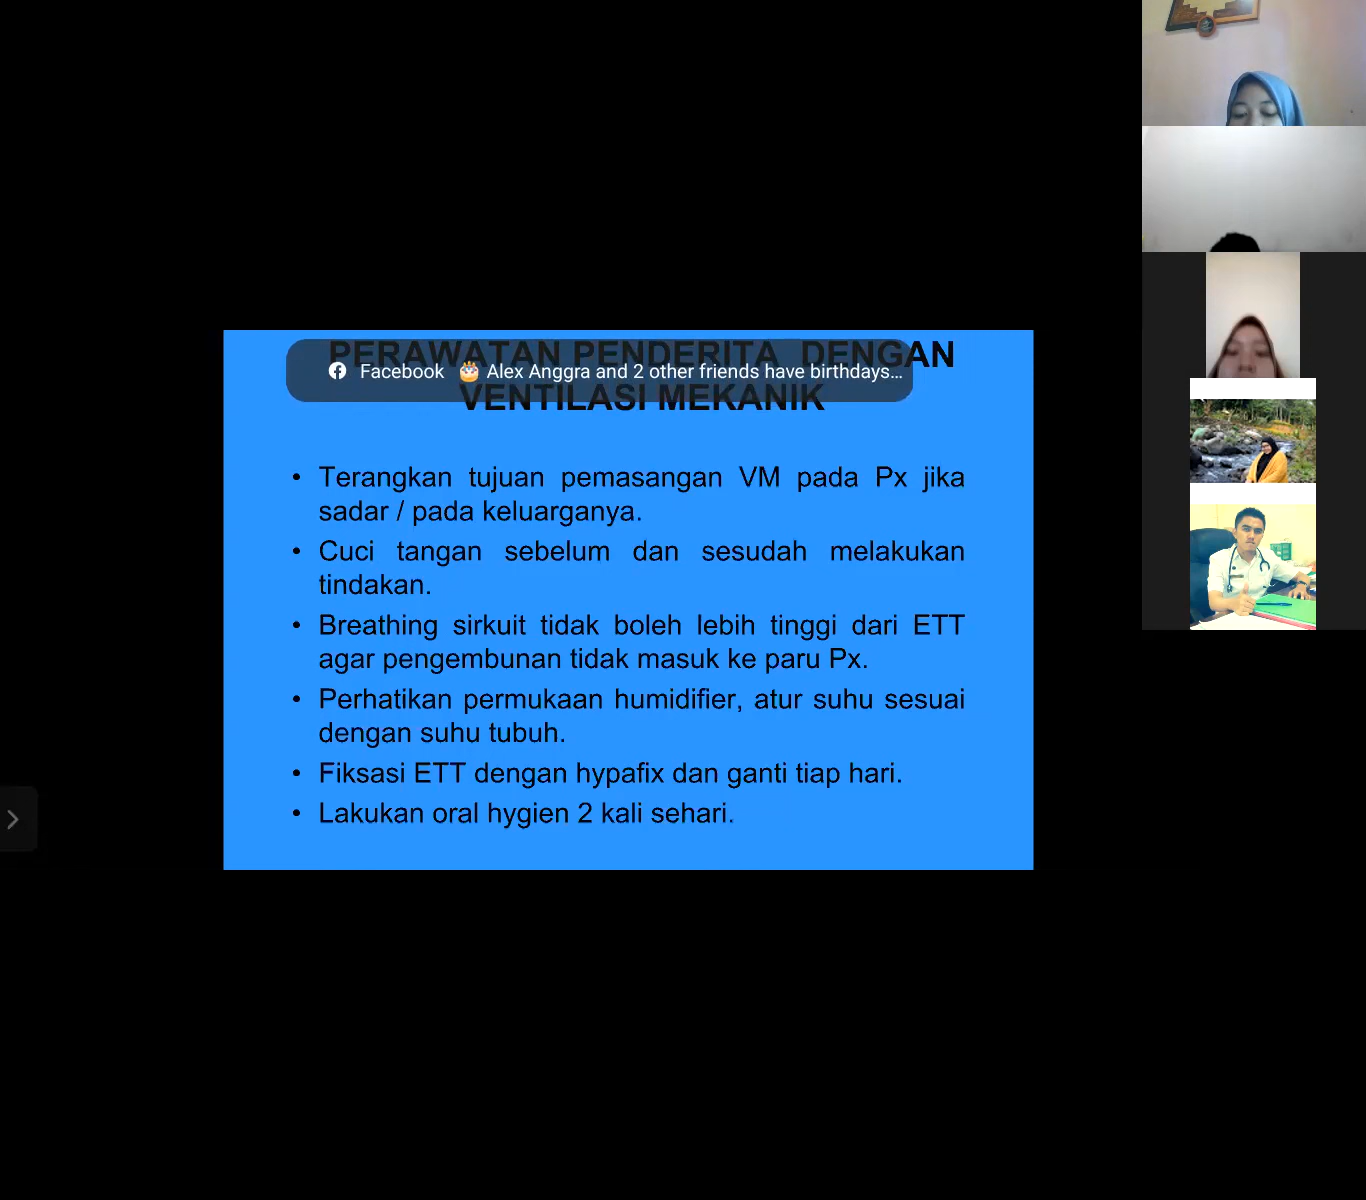 PERAWATAN PENDERITA DENGAN
Facebook 🎂 Alex Anggra and 2 other friends have birthdays...
VENTILASI MEKANIK
• Terangkan tujuan pemasangan VM pada Px jika
sadar / pada keluarganya.
• Cuci tangan sebelum dan sesudah melakukan
tindakan.
• Breathing sirkuit tidak boleh lebih tinggi dari ETT
agar pengembunan tidak masuk ke paru Px.
• Perhatikan permukaan humidifier, atur suhu sesuai
dengan suhu tubuh.
• Fiksasi ETT dengan hypafix dan ganti tiap hari.
• Lakukan oral hygien 2 kali sehari.